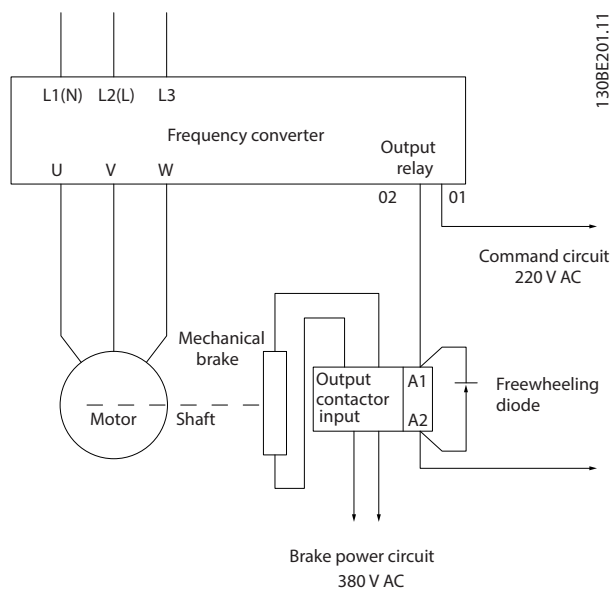 130BE201.11
L1(N) L2(L) L3
Frequency converter
U V W
Output
relay
02 01
Command circuit
220 V AC
Mechanical
brake
Output
contactor
input
A1
A2
Freewheeling
diode
Motor
Shaft
Brake power circuit
380 V AC